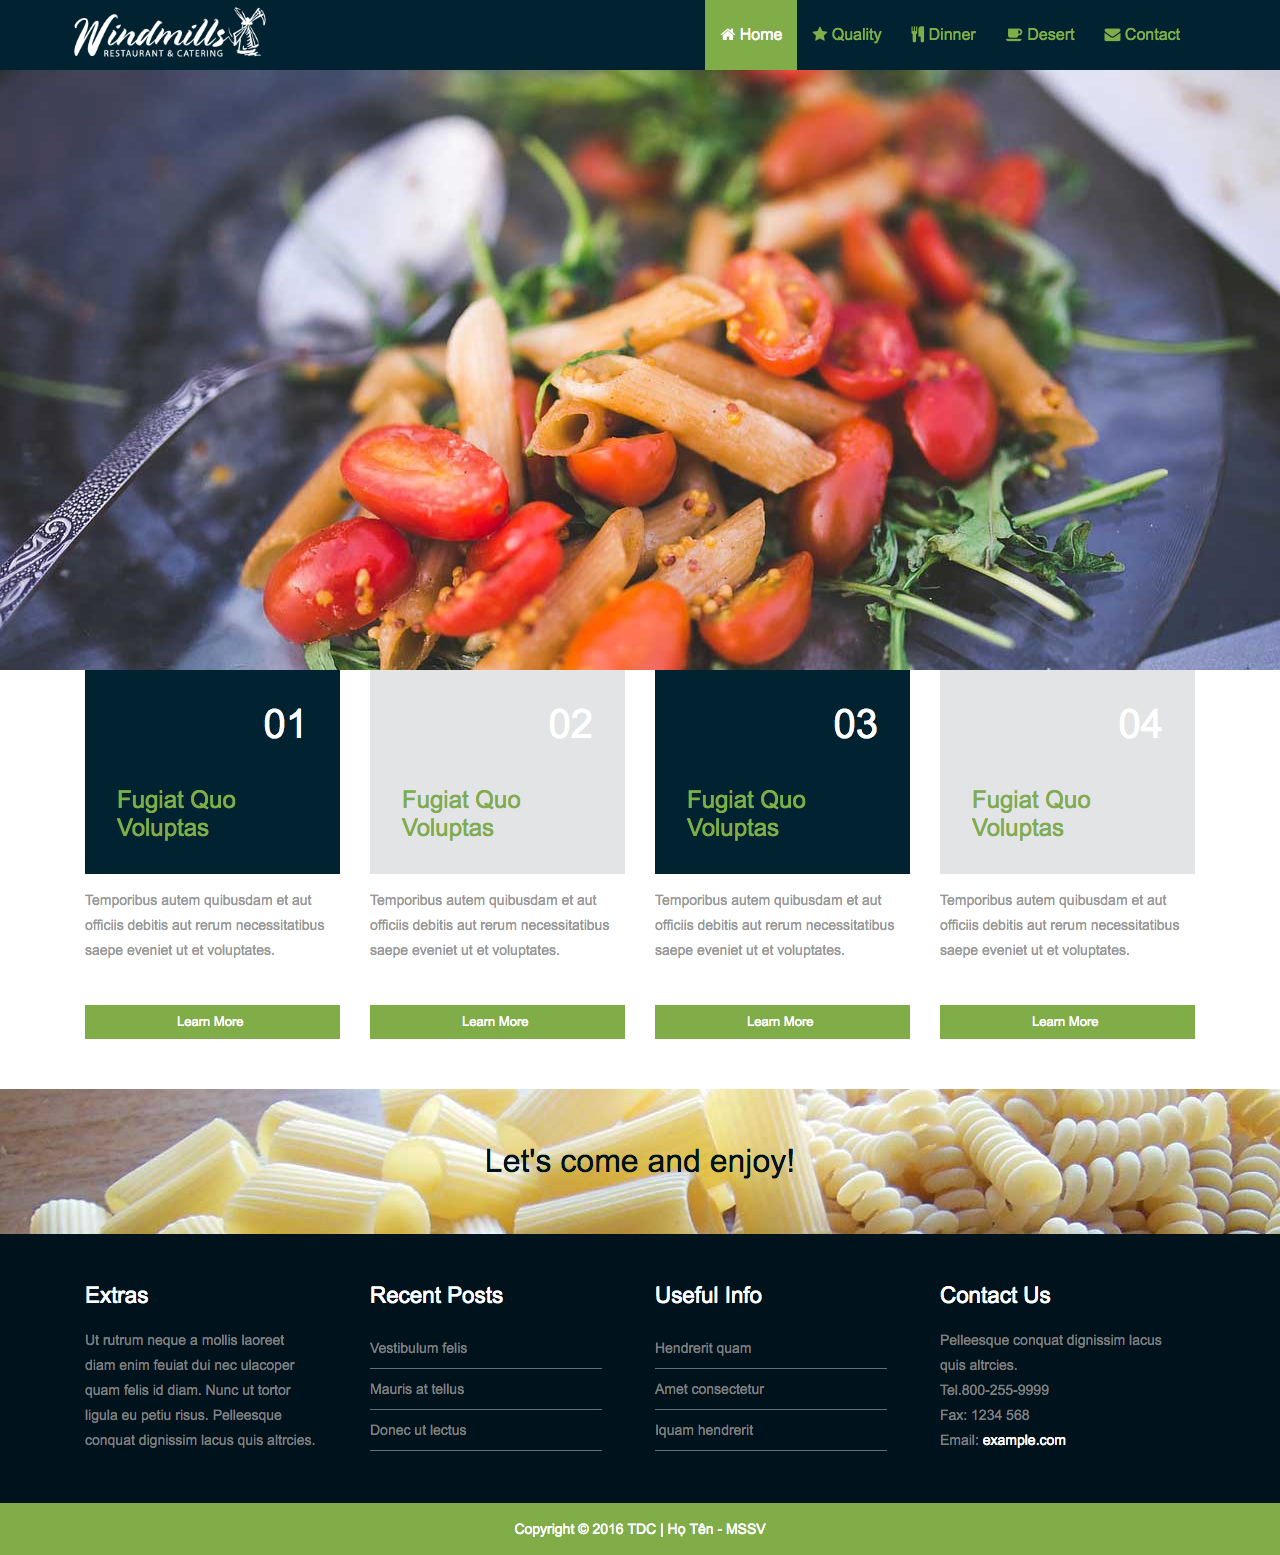 Windmills
RESTAURANT & CATERING
Home Quality Dinner Desert Contact
01 02 03 04
Fugiat Quo Voluptas
Fugiat Quo Voluptas
Fugiat Quo Voluptas
Fugiat Quo Voluptas
Temporibus autem quibusdam et aut
officiis debitis aut rerum necessitatibus
saepe eveniet ut et voluptates.
Temporibus autem quibusdam et aut
officiis debitis aut rerum necessitatibus
saepe eveniet ut et voluptates.
Temporibus autem quibusdam et aut
officiis debitis aut rerum necessitatibus
saepe eveniet ut et voluptates.
Temporibus autem quibusdam et aut
officiis debitis aut rerum necessitatibus
saepe eveniet ut et voluptates.
Learn More Learn More Learn More Learn More
Let's come and enjoy!
Extras
Ut rutrum neque a mollis laoreet
diam enim feuiat dui nec ulacoper
quam felis id diam. Nunc ut tortor
ligula eu petiu risus. Pelleesque
conquat dignissim lacus quis altrcies.
Recent Posts
Vestibulum felis
Mauris at tellus
Donec ut lectus
Useful Info
Hendrerit quam
Amet consectetur
Iquam hendrerit
Contact Us
Pelleesque conquat dignissim lacus
quis altrcies.
Tel.800-255-9999
Fax: 1234 568
Email: example.com
Copyright © 2016 TDC | Họ Tên - MSSV